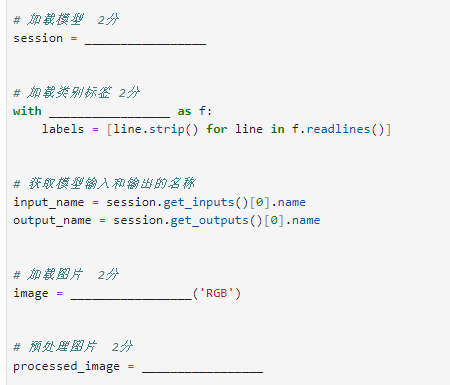 # 加载模型  2分
session = _________________
# 加载类别标签 2分
with _________________ as f:
    labels = [line.strip() for line in f.readlines()]
# 获取模型输入和输出的名称
input_name = session.get_inputs()[0].name
output_name = session.get_outputs()[0].name
# 加载图片  2分
image = _________________('RGB')
# 预处理图片  2分
processed_image = _________________